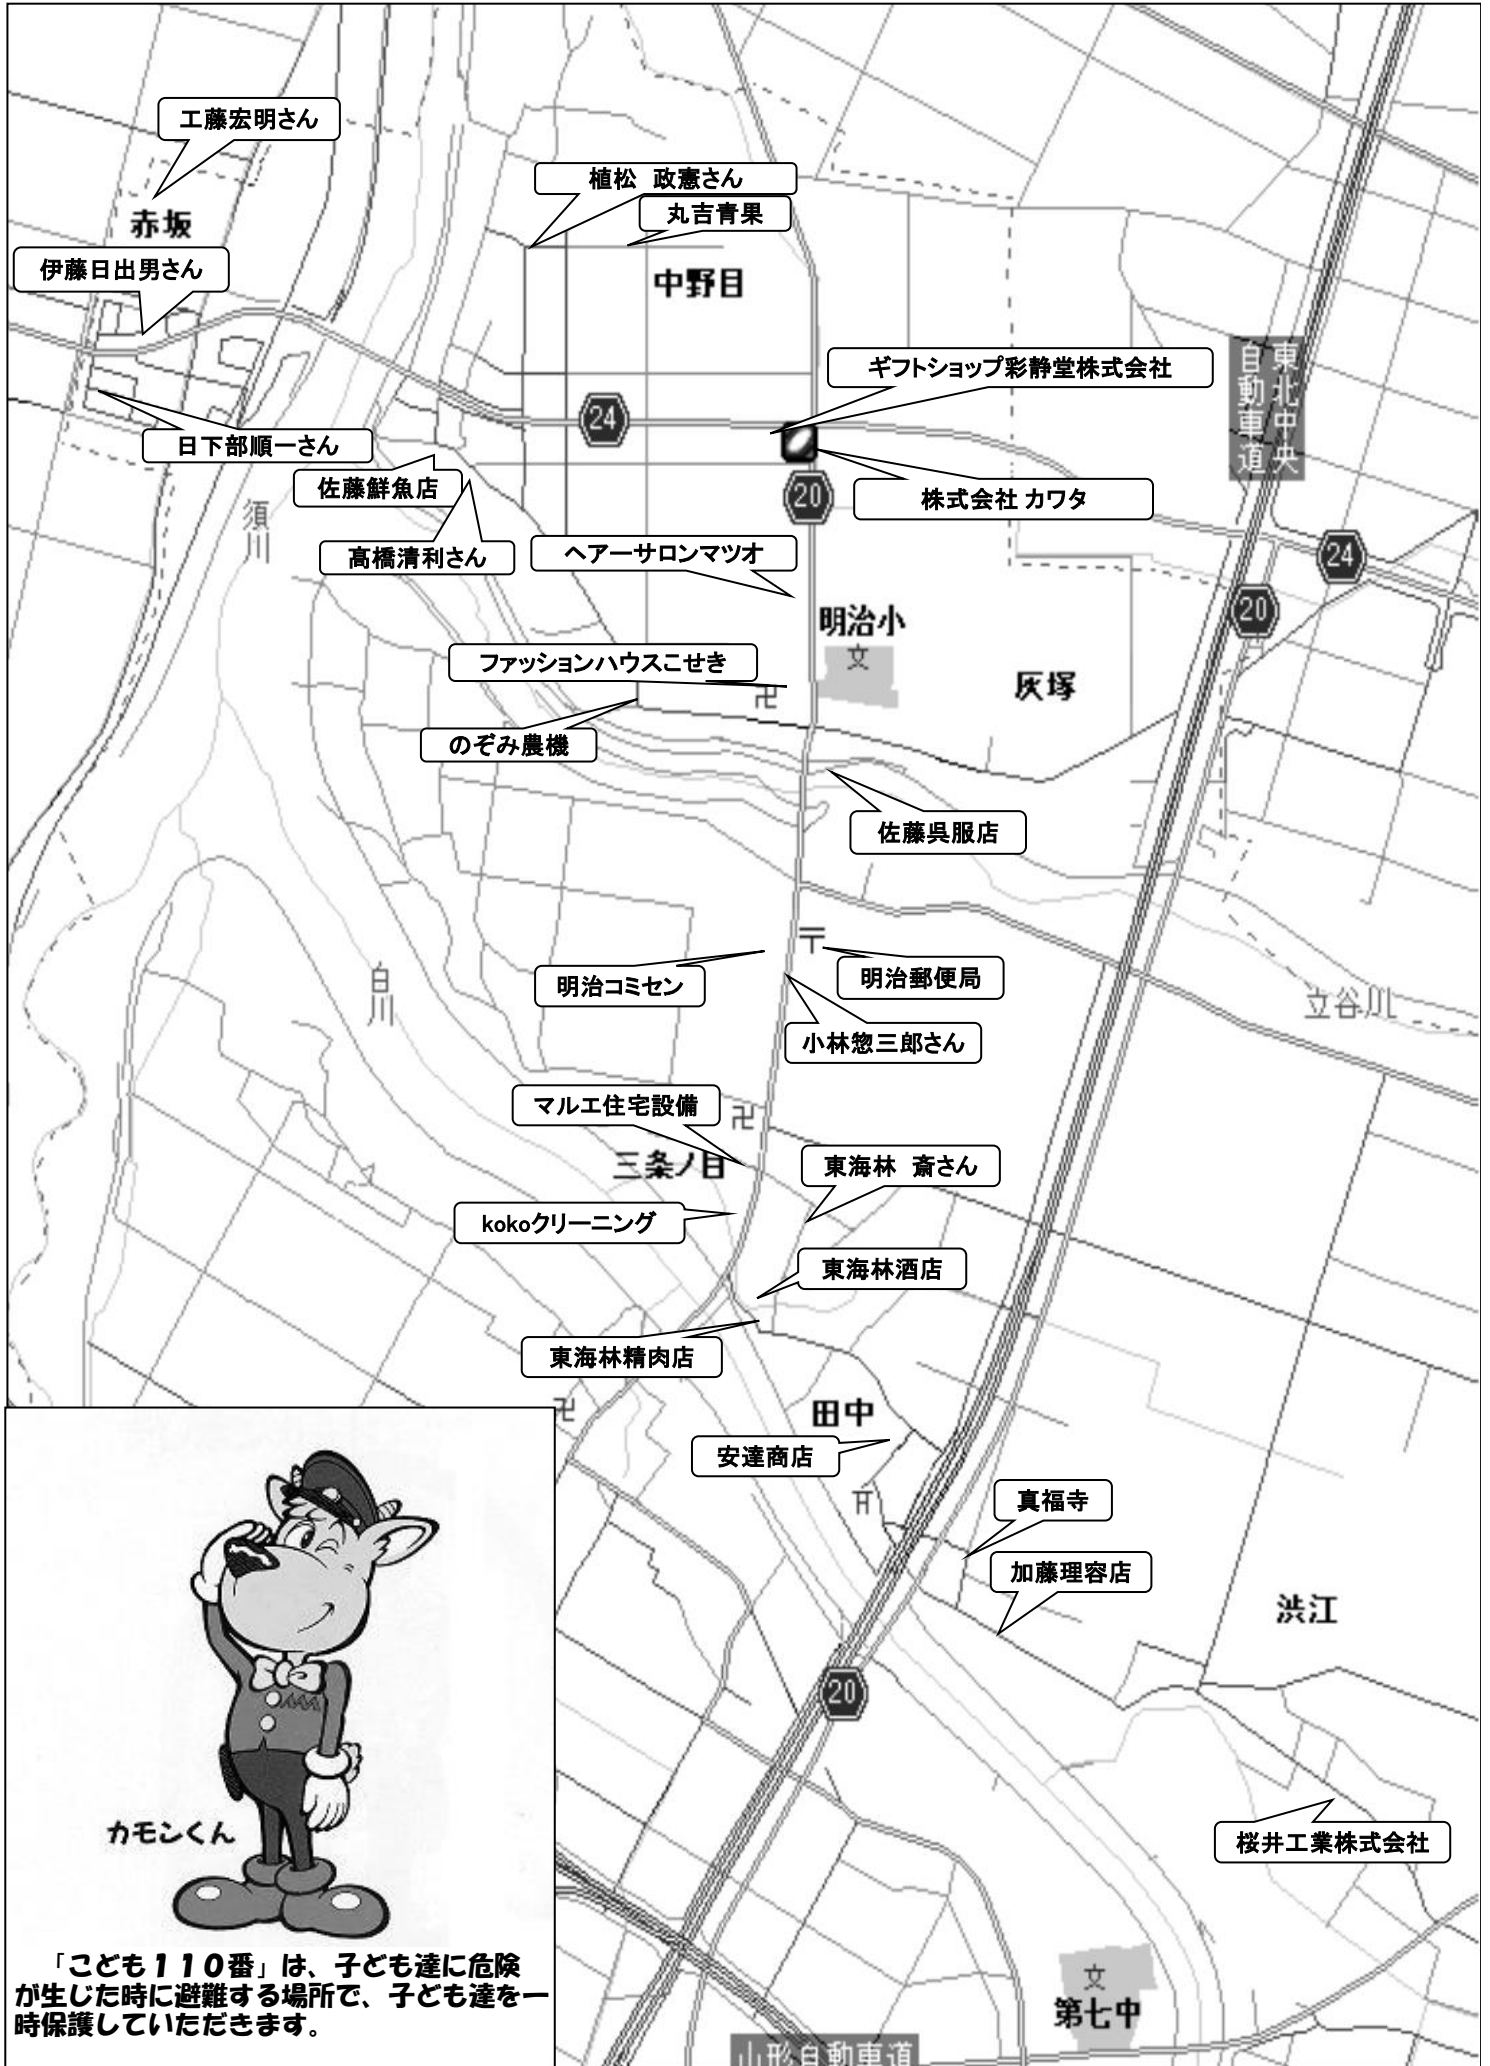 工藤宏明さん
植松 政憲さん
丸吉青果
赤坂
伊藤日出男さん
中野目
ギフトショップ彩静堂株式会社
東北中央
自動車道
24
日下部順一さん
佐藤鮮魚店
20
株式会社 カワタ
須川
髙橋清利さん
ヘアーサロンマツオ
24
20
明治小
文
ファッションハウスこせき
卍
灰塚
のぞみ農機
佐藤呉服店
〒
明治コミセン
明治郵便局
白川
立谷川
小林惣三郎さん
マルエ住宅設備
卍
三条ノ目
東海林 斎さん
kokoクリーニング
東海林酒店
東海林精肉店
卍
田中
安達商店
真福寺
加藤理容店
渋江
20
桜井工業株式会社
カモンくん
「こども110番」は、子ども達に危険
が生じた時に避難する場所で、子ども達を一
時保護していただきます。
文
第七中
山形自動車道